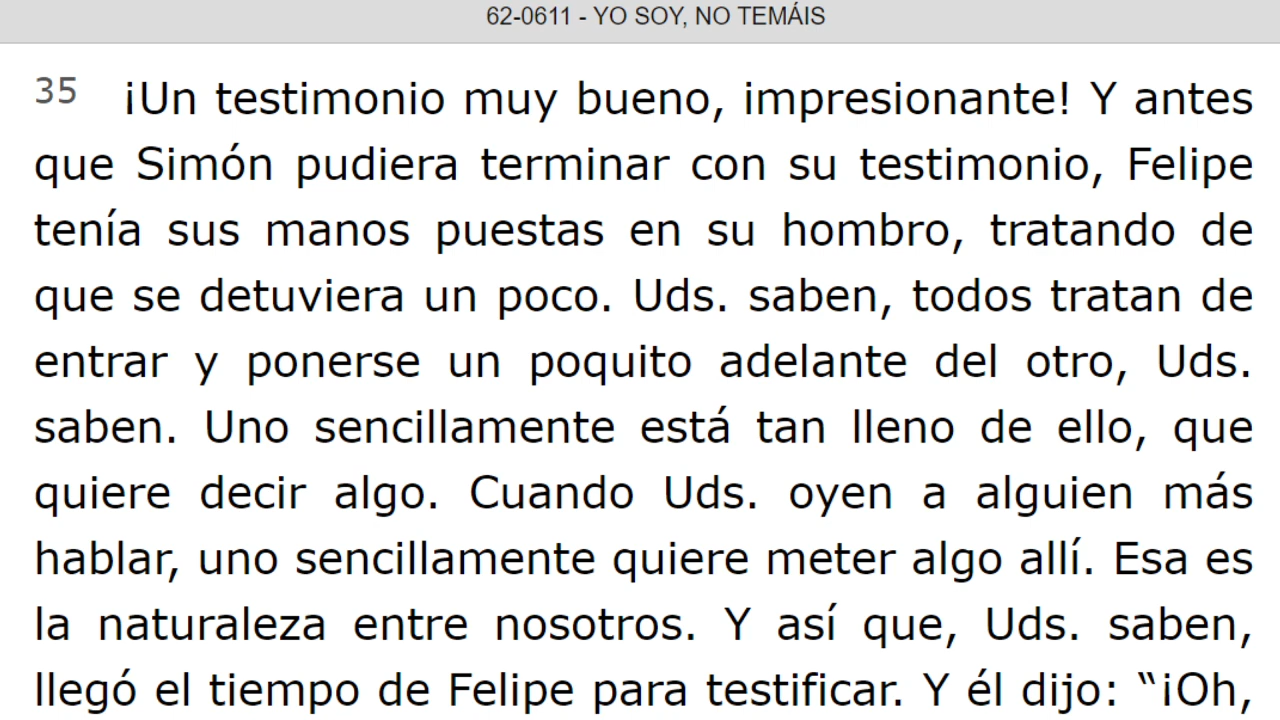 62-0611 - YO SOY, NO TEMÁIS
35 ¡Un testimonio muy bueno, impresionante! Y antes
que Simón pudiera terminar con su testimonio, Felipe
tenía sus manos puestas en su hombro, tratando de
que se detuviera un poco. Uds. saben, todos tratan de
entrar y ponerse un poquito adelante del otro, Uds.
saben. Uno sencillamente está tan lleno de ello, que
quiere decir algo. Cuando Uds. oyen a alguien más
hablar, uno sencillamente quiere meter algo allí. Esa es
la naturaleza entre nosotros. Y así que, Uds. saben,
llegó el tiempo de Felipe para testificar. Y él dijo: “¡Oh,